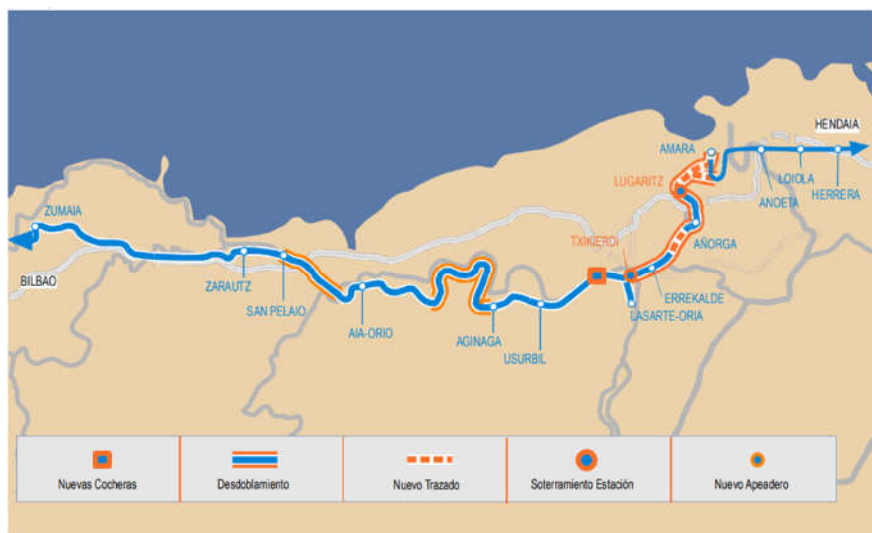 HENDAIA
AMARA
LUGARITZ
LOIOLA
ANOETA
HERRERA
ZUMAIA
TXIKIERDI
AÑORGA
BILBAO
ZARAUTZ
SAN PELAIO
ERREKALDE
AIA-ORIO
LASARTE-ORIA
AGINAGA
USURBIL
Nuevas Cocheras
Desdoblamiento
Nuevo Trazado
Soterramiento Estación
Nuevo Apeadero